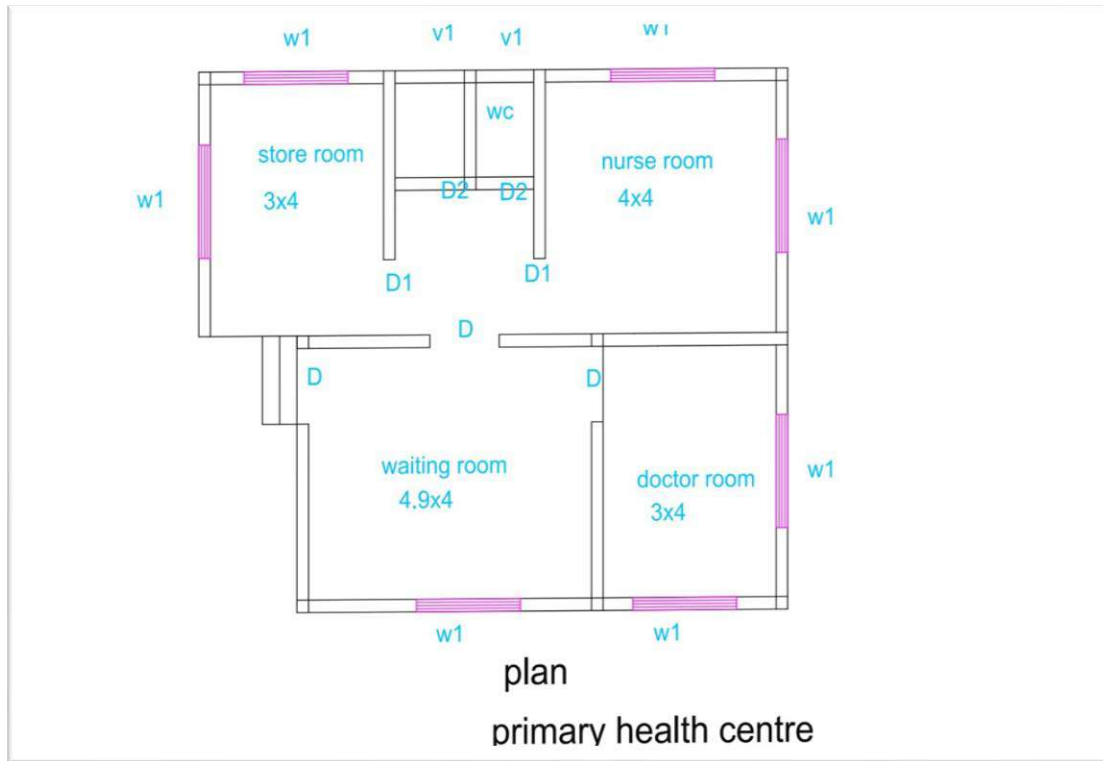 w1 v1 v1 w1
wc
store room nurse room
3x4 4x4
D2 D2
w1 w1
D1 D1
D
D D
waiting room doctor room
4.9x4 3x4
w1
w1 w1
plan
primary health centre